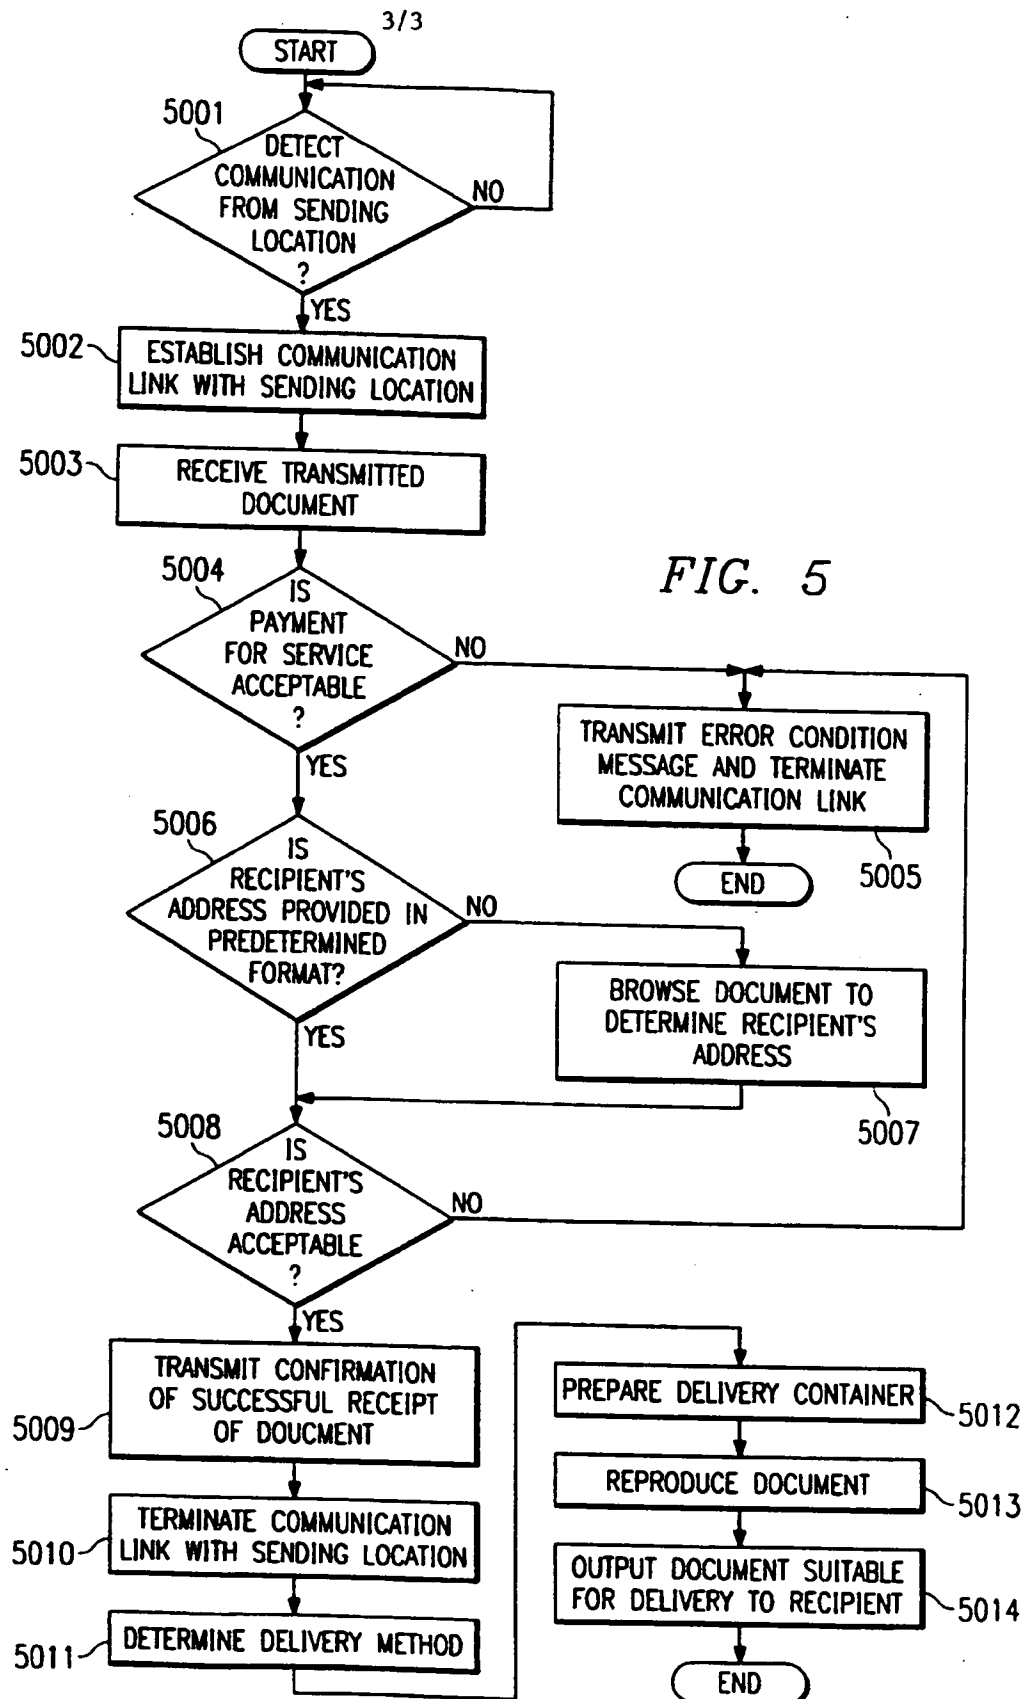 3/3
START
5001
DETECT
COMMUNICATION
FROM SENDING
LOCATION
?
NO
YES
5002
ESTABLISH COMMUNICATION
LINK WITH SENDING LOCATION
5003
RECEIVE TRANSMITTED
DOCUMENT
FIG. 5
5004
IS
PAYMENT
FOR SERVICE
ACCEPTABLE
?
NO
YES
TRANSMIT ERROR CONDITION
MESSAGE AND TERMINATE
COMMUNICATION LINK
5005
END
5006
IS
RECIPIENT'S
ADDRESS PROVIDED IN
PREDETERMINED
FORMAT?
NO
YES
BROWSE DOCUMENT TO
DETERMINE RECIPIENT'S
ADDRESS
5007
5008
IS
RECIPIENT'S
ADDRESS
ACCEPTABLE
?
NO
YES
5009
TRANSMIT CONFIRMATION
OF SUCCESSFUL RECEIPT
OF DOUCMENT
5010
TERMINATE COMMUNICATION
LINK WITH SENDING LOCATION
5011
DETERMINE DELIVERY METHOD
PREPARE DELIVERY CONTAINER
5012
REPRODUCE DOCUMENT
5013
OUTPUT DOCUMENT SUITABLE
FOR DELIVERY TO RECIPIENT
5014
END